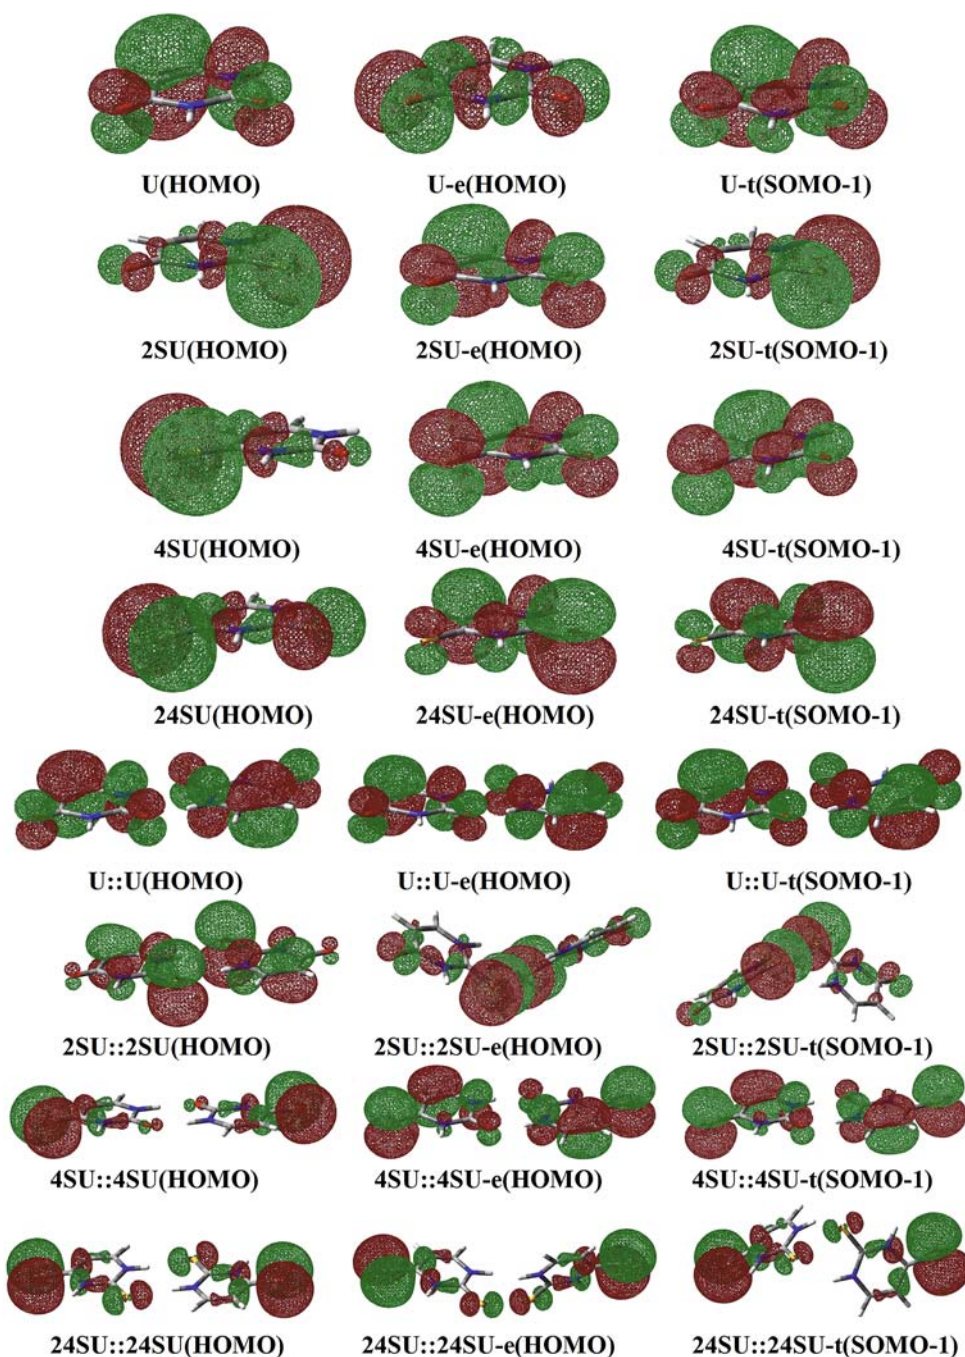 U(HOMO) U-e(HOMO) U-t(SOMO-1)
2SU(HOMO) 2SU-e(HOMO) 2SU-t(SOMO-1)
4SU(HOMO) 4SU-e(HOMO) 4SU-t(SOMO-1)
24SU(HOMO) 24SU-e(HOMO) 24SU-t(SOMO-1)
U::U(HOMO) U::U-e(HOMO) U::U-t(SOMO-1)
2SU::2SU(HOMO) 2SU::2SU-e(HOMO) 2SU::2SU-t(SOMO-1)
4SU::4SU(HOMO) 4SU::4SU-e(HOMO) 4SU::4SU-t(SOMO-1)
24SU::24SU(HOMO) 24SU::24SU-e(HOMO) 24SU::24SU-t(SOMO-1)